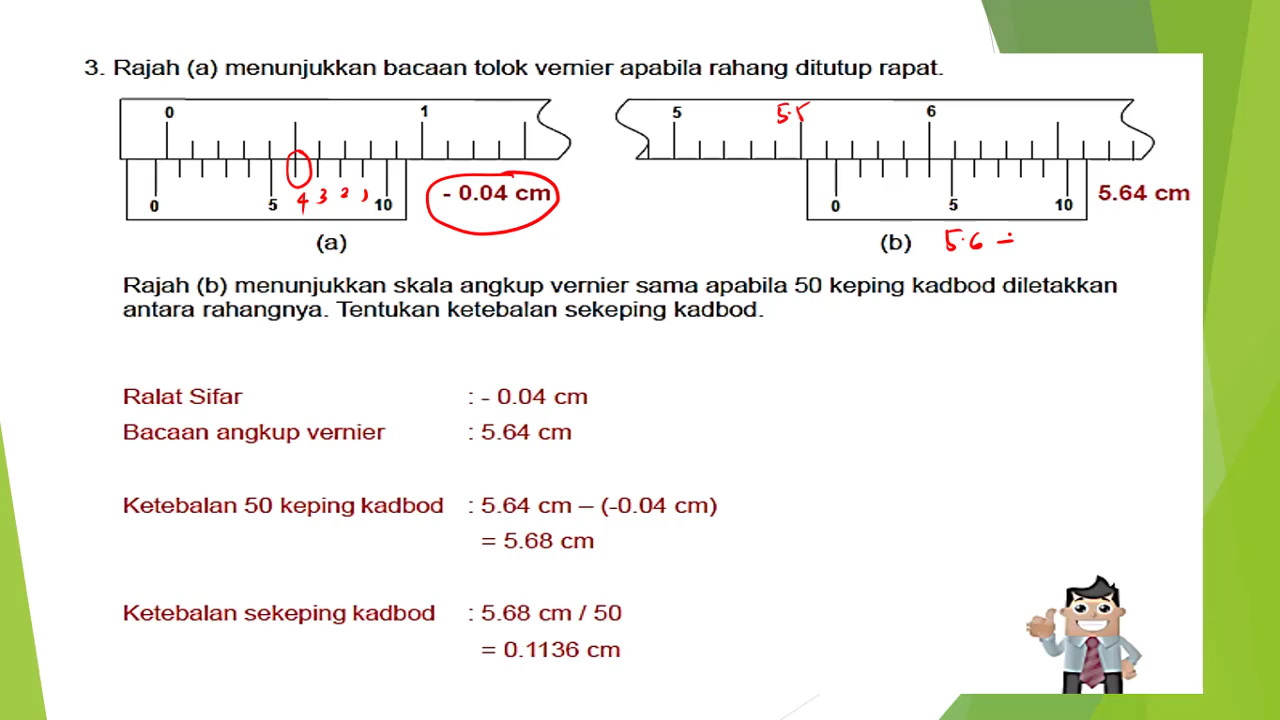 3. Rajah (a) menunjukkan bacaan tolok vernier apabila rahang ditutup rapat.
0 1
0 5 10
4 3 2 1
- 0.04 cm
(a)
5 5.5 6
0 5 10
5.64 cm
(b) 5.6 +
Rajah (b) menunjukkan skala angkup vernier sama apabila 50 keping kadbod diletakkan
antara rahangnya. Tentukan ketebalan sekeping kadbod.
Ralat Sifar : - 0.04 cm
Bacaan angkup vernier : 5.64 cm
Ketebalan 50 keping kadbod : 5.64 cm – (-0.04 cm)
= 5.68 cm
Ketebalan sekeping kadbod : 5.68 cm / 50
= 0.1136 cm